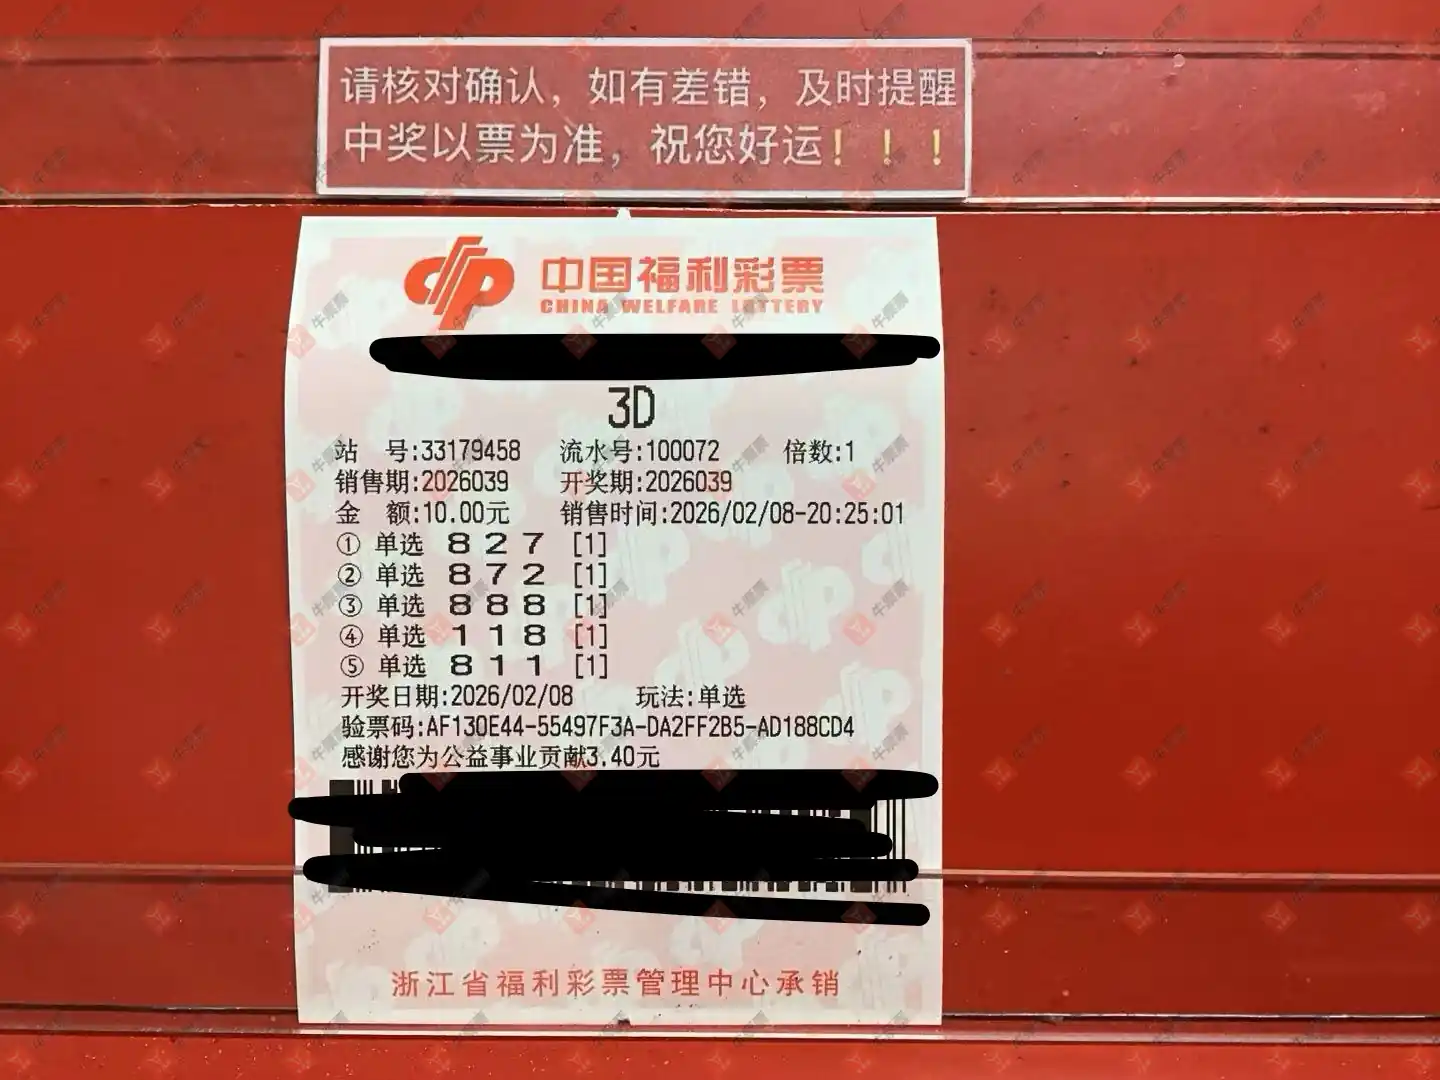 请核对确认，如有差错，及时提醒
中奖以票为准，祝您好运！！！
中国福利彩票
CHINA WELFARE LOTTERY
3D
站 号:33179458 流水号:100072 倍数:1
销售期:2026039 开奖期:2026039
金 额:10.00元 销售时间:2026/02/08-20:25:01
① 单选 8 2 7 [1]
② 单选 8 7 2 [1]
③ 单选 8 8 8 [1]
④ 单选 1 1 8 [1]
⑤ 单选 8 1 1 [1]
开奖日期:2026/02/08 玩法:单选
验票码:AF130E44-55497F3A-DA2FF2B5-AD188CD4
感谢您为公益事业贡献3.40元
浙江省福利彩票管理中心承销